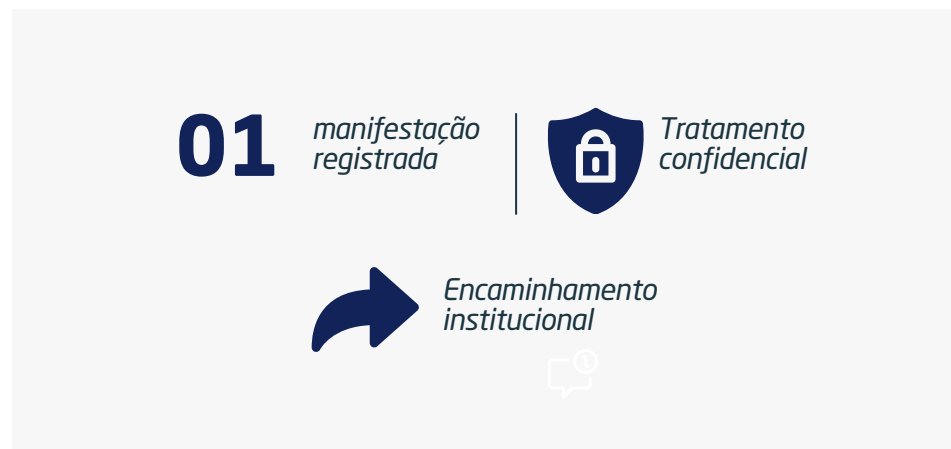 01
manifestação
registrada
Tratamento
confidencial
Encaminhamento
institucional